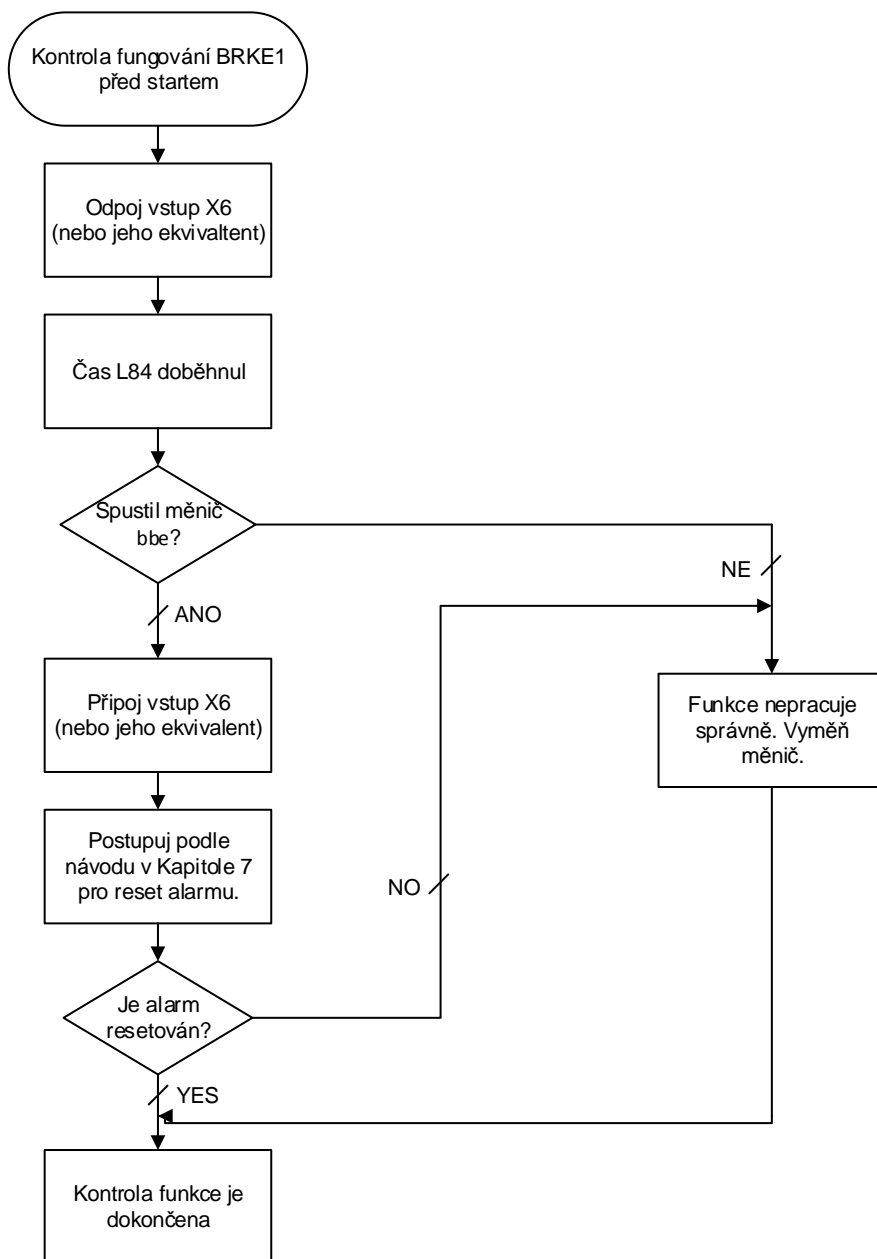 Kontrola fungování BRKE1
před startem
Odpoj vstup X6
(nebo jeho ekvivaltent)
Čas L84 doběhnul
Spustil měnič
bbe?
NE
ANO
Připoj vstup X6
(nebo jeho ekvivalent)
Funkce nepracuje
správně. Vyměň
měnič.
Postupuj podle
návodu v Kapitole 7
pro reset alarmu.
NO
Je alarm
resetován?
YES
Kontrola funkce je
dokončena